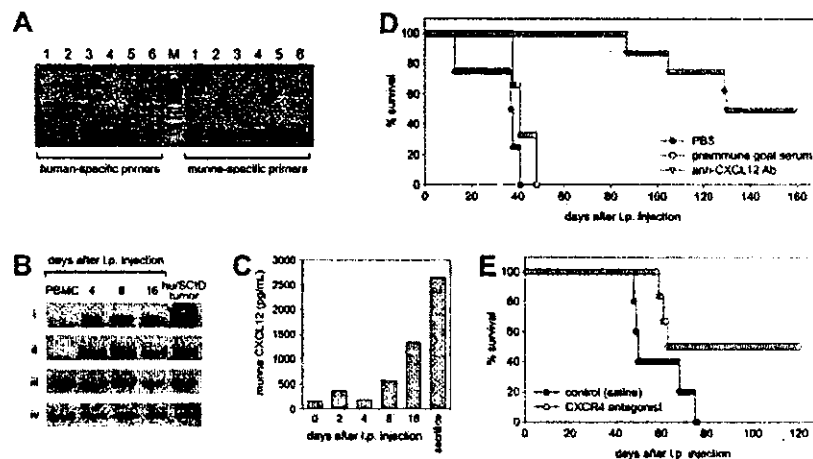 A
1 2 3 4 5 6 M 1 2 3 4 5 6
human-specific primers
murine-specific primers
B
days after i.p. injection
PBMC 4 8 16 hu/SCID tumor
i
ii
iii
iv
C
murine CXCL12 (pg/mL)
3000
2500
2000
1500
1000
500
0
0 2 4 8 16 sacrifice
days after i.p. injection
D
% survival
100
80
60
40
20
0
PBS
preimmune goat serum
anti-CXCL12 Ab
0 20 40 60 80 100 120 140 160
days after i.p. injection
E
% survival
100
80
60
40
20
0
control (saline)
CXCR4 antagonist
0 20 40 60 80 100 120
days after i.p. injection